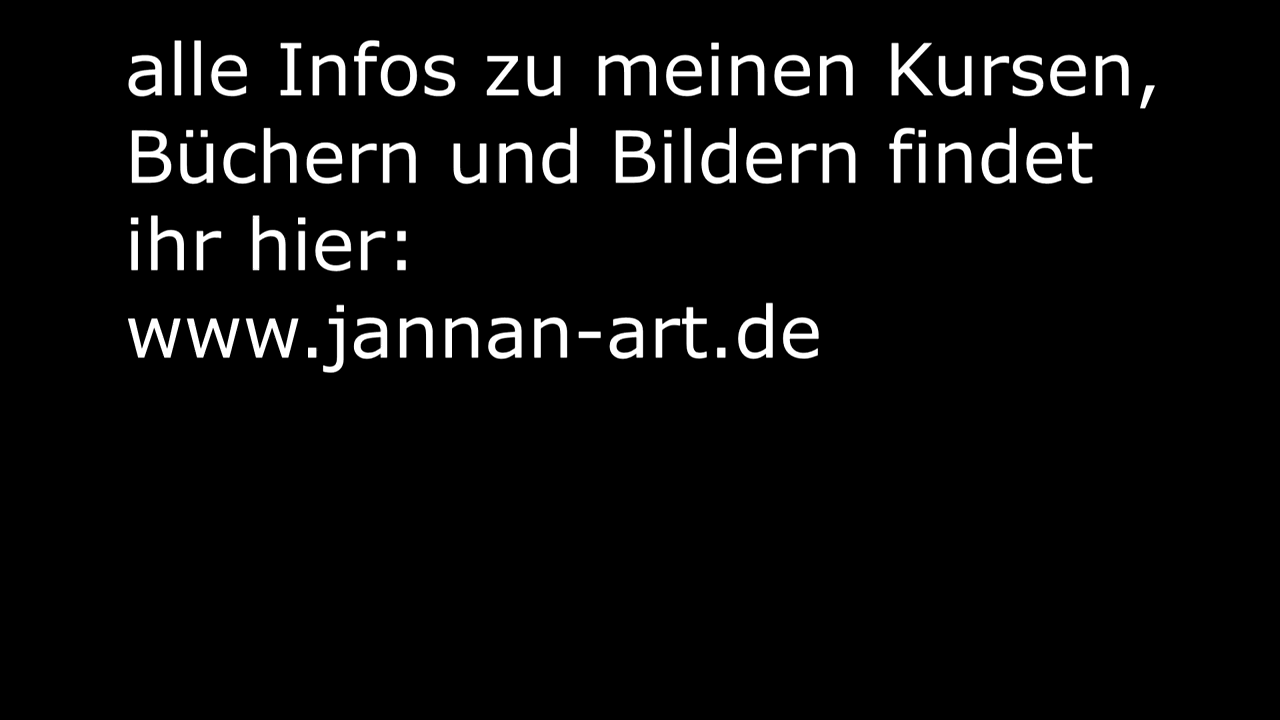 alle Infos zu meinen Kursen,
Büchern und Bildern findet
ihr hier:
www.jannan-art.de